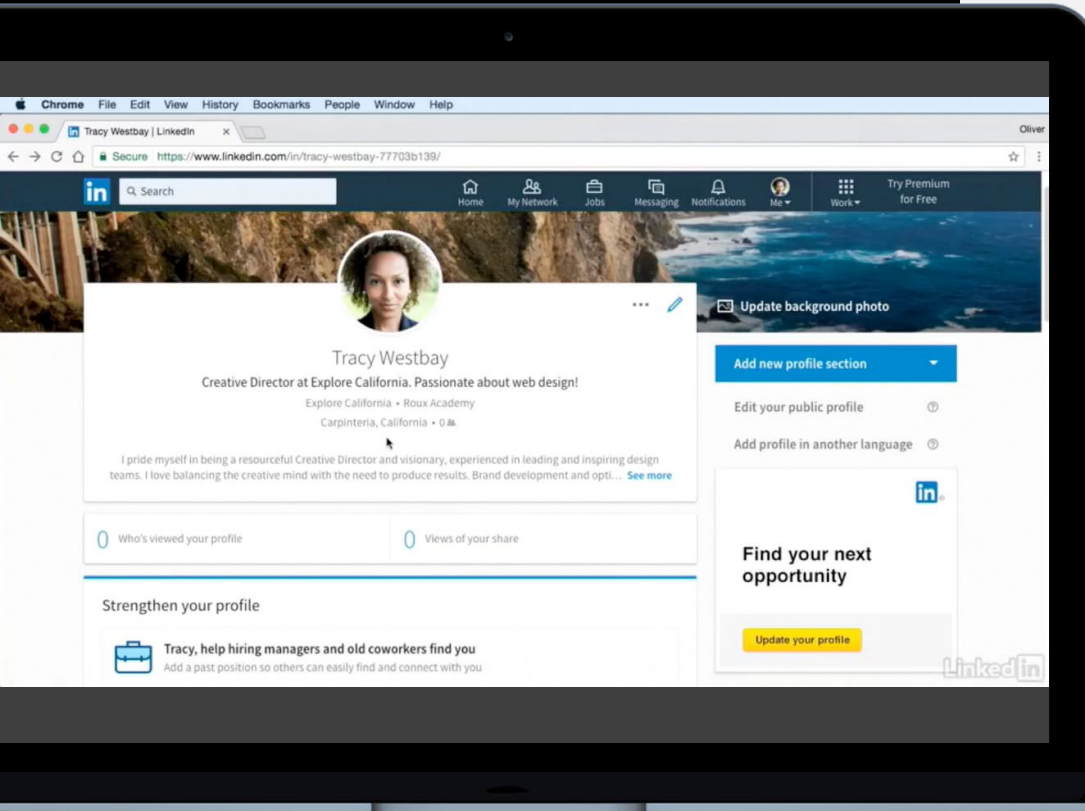 Chrome File Edit View History Bookmarks People Window Help
in Tracy Westbay | LinkedIn ×
Oliver
Secure https://www.linkedin.com/in/tracy-westbay-77703b139/
in Search Home My Network Jobs Messaging Notifications Me Work Try Premium for Free
Update background photo
Tracy Westbay
Creative Director at Explore California. Passionate about web design!
Explore California • Roux Academy
Carpinteria, California • 0
I pride myself in being a resourceful Creative Director and visionary, experienced in leading and inspiring design
teams. I love balancing the creative mind with the need to produce results. Brand development and opti… See more
0 Who's viewed your profile
0 Views of your share
Strengthen your profile
Tracy, help hiring managers and old coworkers find you
Add a past position so others can easily find and connect with you
Add new profile section
Edit your public profile
Add profile in another language
in
Find your next
opportunity
Update your profile
LinkedIn